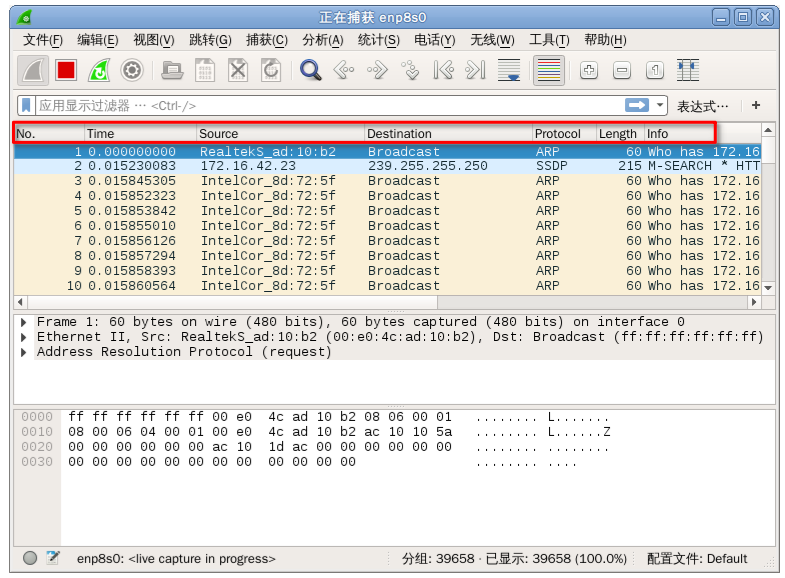 正在捕获 enp8s0
文件(F) 编辑(E) 视图(V) 跳转(G) 捕获(C) 分析(A) 统计(S) 电话(Y) 无线(W) 工具(T) 帮助(H)
应用显示过滤器 … <Ctrl-/> 表达式… +
No. Time Source Destination Protocol Length Info
1 0.000000000 RealtekS_ad:10:b2 Broadcast ARP 60 Who has 172.16
2 0.015230083 172.16.42.23 239.255.255.250 SSDP 215 M-SEARCH * HTT
3 0.015845305 IntelCor_8d:72:5f Broadcast ARP 60 Who has 172.16
4 0.015852323 IntelCor_8d:72:5f Broadcast ARP 60 Who has 172.16
5 0.015853842 IntelCor_8d:72:5f Broadcast ARP 60 Who has 172.16
6 0.015855010 IntelCor_8d:72:5f Broadcast ARP 60 Who has 172.16
7 0.015856126 IntelCor_8d:72:5f Broadcast ARP 60 Who has 172.16
8 0.015857294 IntelCor_8d:72:5f Broadcast ARP 60 Who has 172.16
9 0.015858393 IntelCor_8d:72:5f Broadcast ARP 60 Who has 172.16
10 0.015860564 IntelCor_8d:72:5f Broadcast ARP 60 Who has 172.16
Frame 1: 60 bytes on wire (480 bits), 60 bytes captured (480 bits) on interface 0
Ethernet II, Src: RealtekS_ad:10:b2 (00:e0:4c:ad:10:b2), Dst: Broadcast (ff:ff:ff:ff:ff:ff)
Address Resolution Protocol (request)
0000 ff ff ff ff ff ff 00 e0 4c ad 10 b2 08 06 00 01 ........ L.......
0010 08 00 06 04 00 01 00 e0 4c ad 10 b2 ac 10 10 5a ........ L......Z
0020 00 00 00 00 00 00 ac 10 1d ac 00 00 00 00 00 00 ........ ........
0030 00 00 00 00 00 00 00 00 00 00 00 00 ........ ....
enp8s0: <live capture in progress> 分组: 39658 · 已显示: 39658 (100.0%) 配置文件: Default